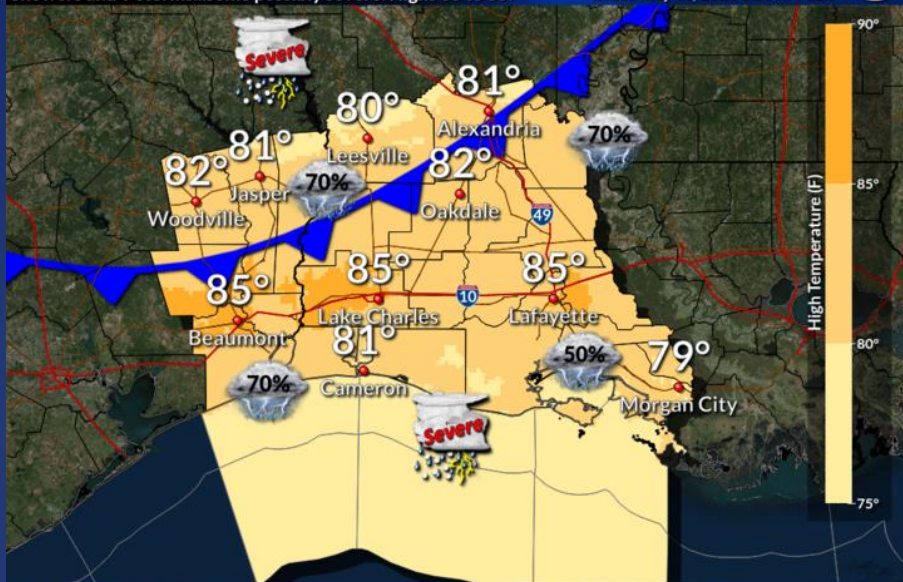 90°
Severe
81°
80°
Alexandria
70%
81°
Leesville
82°
82°
85°
Jasper
70%
Oakdale
Woodville
49
High Temperature (F)
85°
85°
85°
10
Lake Charles
Lafayette
Beaumont
81°
80°
50%
79°
70%
Cameron
Morgan City
Severe
75°